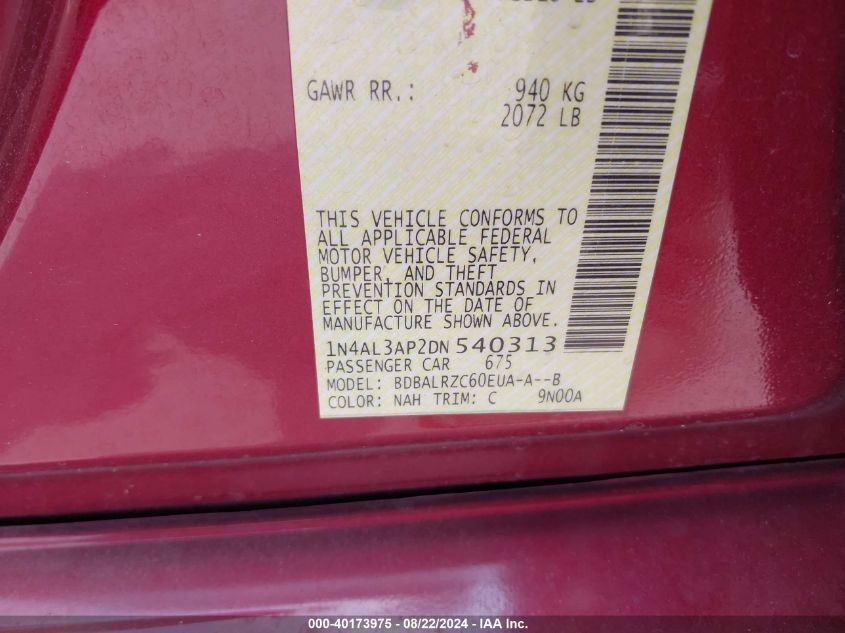 GAWR RR.: 940 KG
2072 LB
THIS VEHICLE CONFORMS TO
ALL APPLICABLE FEDERAL
MOTOR VEHICLE SAFETY,
BUMPER, AND THEFT
PREVENTION STANDARDS IN
EFFECT ON THE DATE OF
MANUFACTURE SHOWN ABOVE.
1N4AL3AP2DN540313
PASSENGER CAR 675
MODEL: BDBALRZC60EUA-A--B
COLOR: NAH TRIM: C 9N00A
000-40173975 - 08/22/2024 - © IAA Inc.